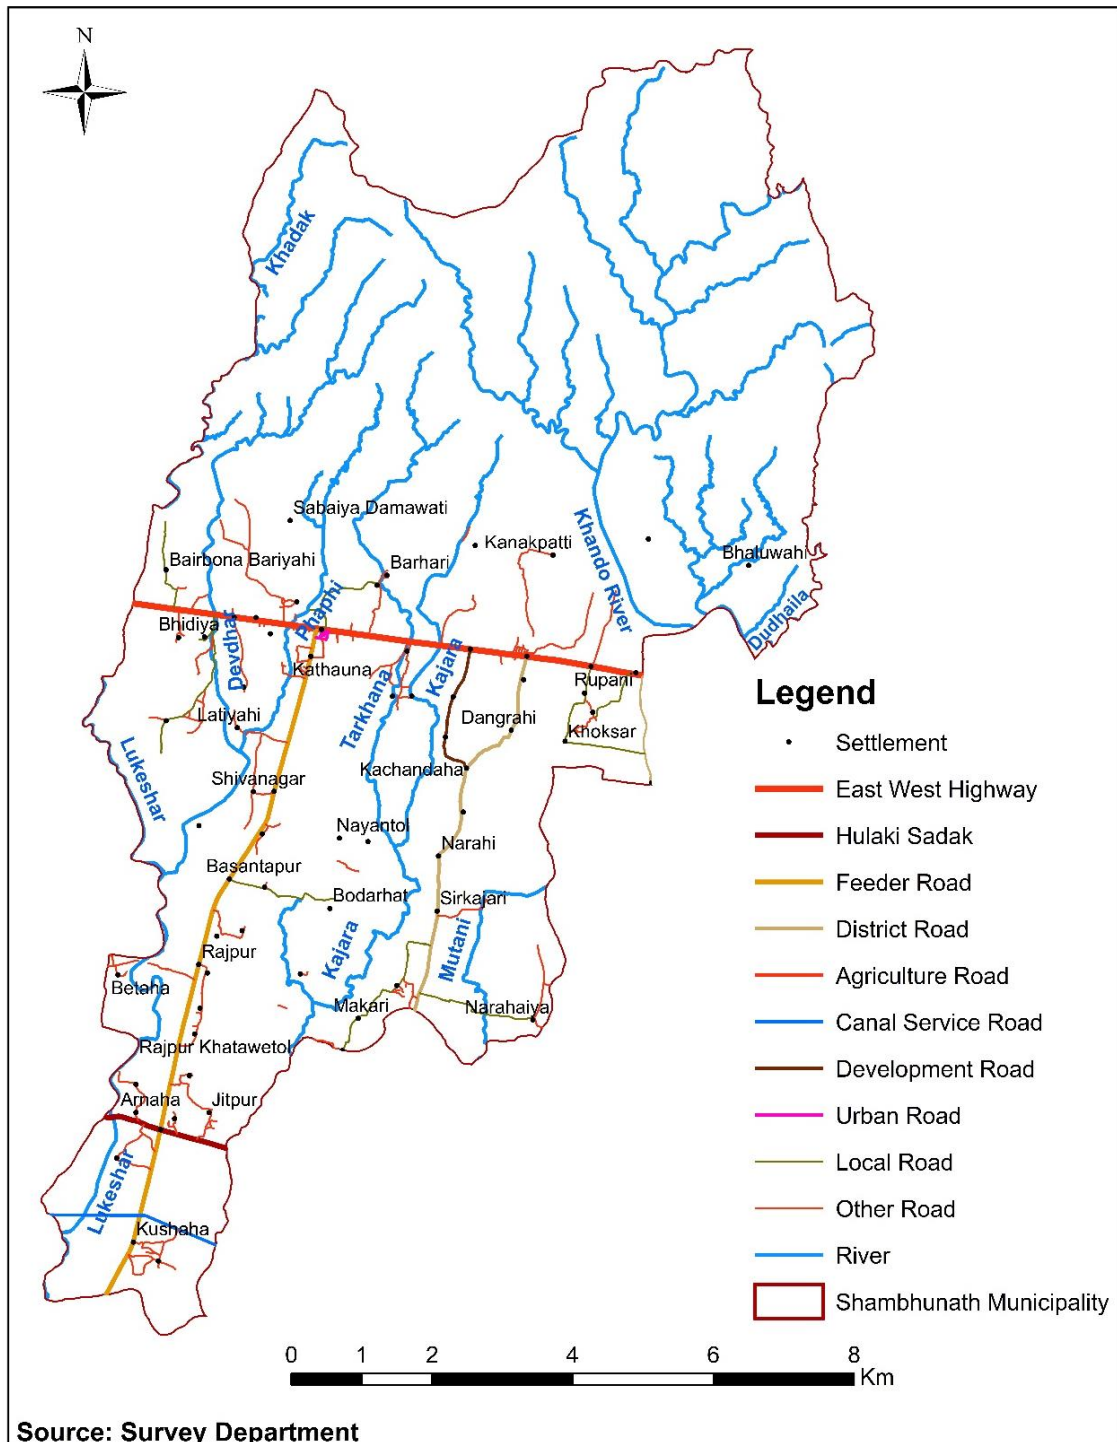 N
Khadak
Sabaiya Damawati
Kanakpatti
Bairbona Bariyahi
Barhari
Khando River
Bhaluwahi
Bhidiya
Devdhar
Phaphi
Dudhaila
Kathauna
Tarkhana
Kajara
Rupani
Latiyahi
Dangrahi
Khoksar
Lukeshar
Shivanagar
Kachandaha
Nayantol
Narahi
Basantapur
Bodarhat
Sirkajari
Rajpur
Kajara
Mutani
Betaha
Makari
Narahaiya
Rajpur Khatawetol
Arnaha
Jitpur
Lukeshar
Kushaha
Legend
Settlement
East West Highway
Hulaki Sadak
Feeder Road
District Road
Agriculture Road
Canal Service Road
Development Road
Urban Road
Local Road
Other Road
River
Shambhunath Municipality
0 1 2 4 6 8
Km
Source: Survey Department